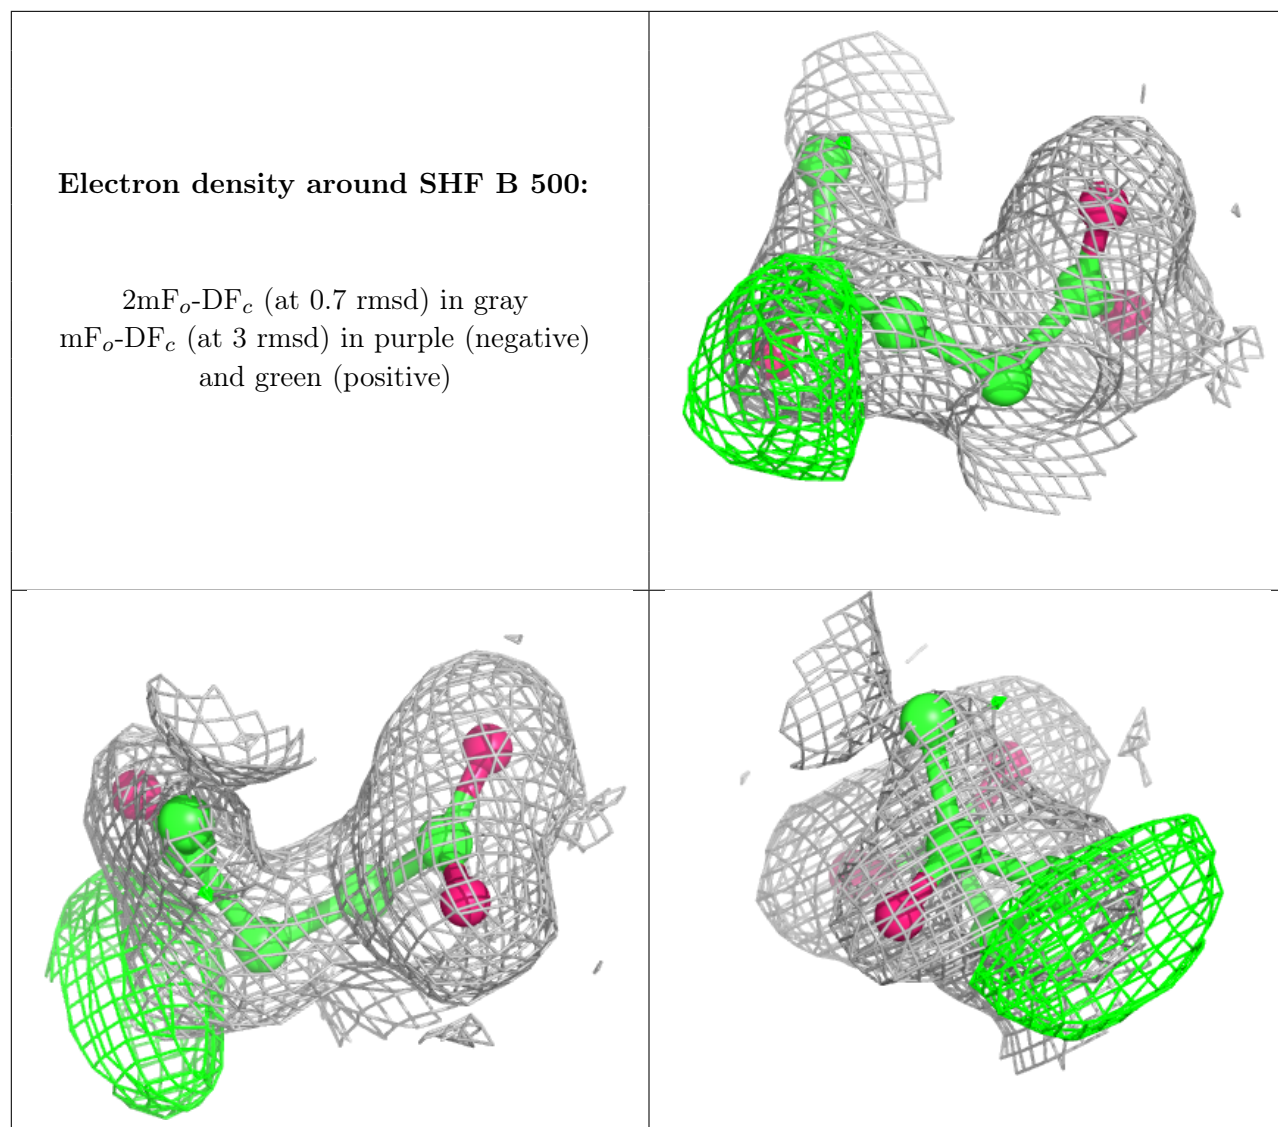 Electron density around SHF B 500:
2mFo-DFc (at 0.7 rmsd) in gray
mFo-DFc (at 3 rmsd) in purple (negative)
and green (positive)